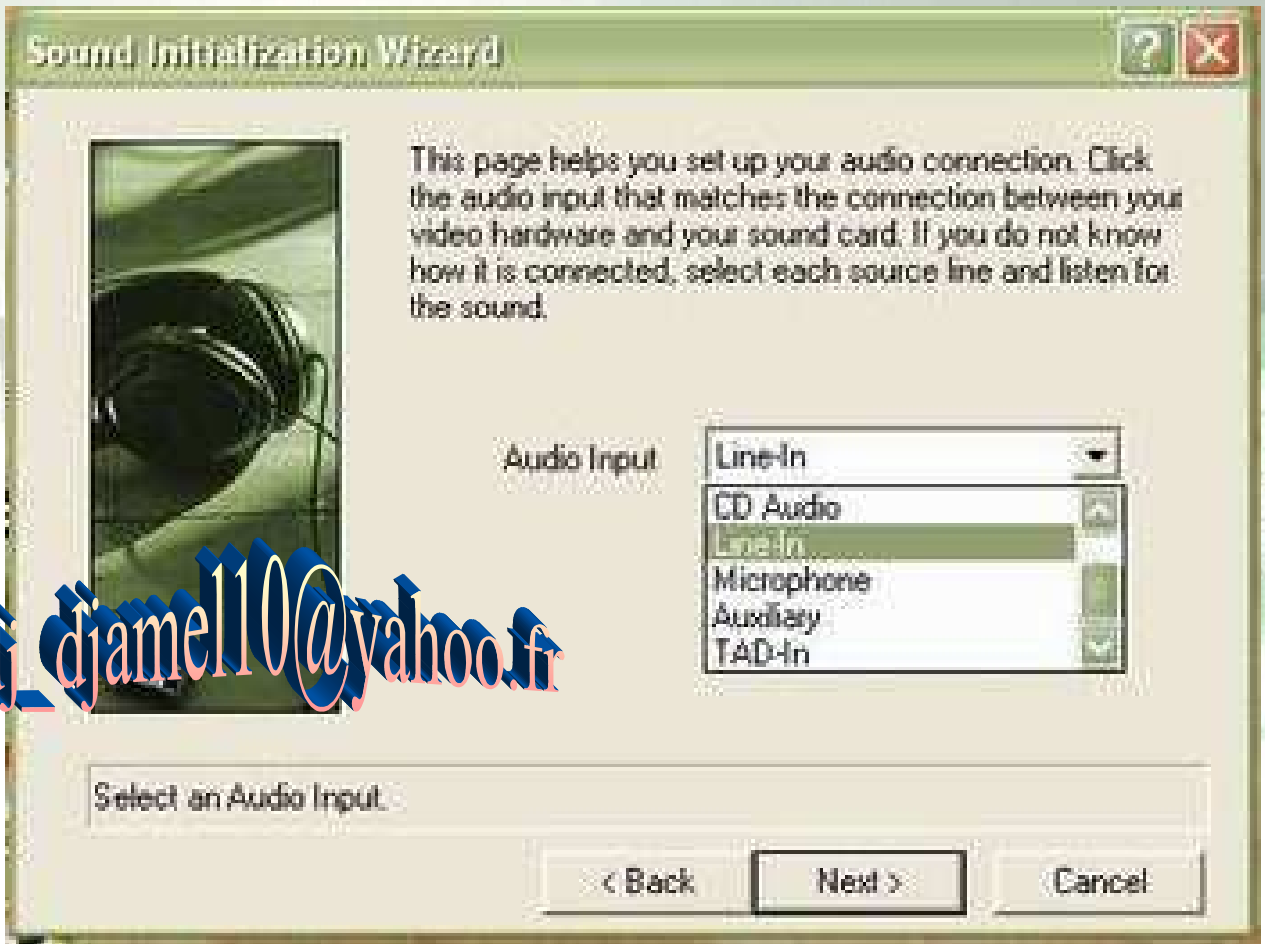 Sound Initialization Wizard
This page helps you set up your audio connection. Click
the audio input that matches the connection between your
video hardware and your sound card. If you do not know
how it is connected, select each source line and listen for
the sound.
Audio Input
Line-In
CD Audio
Line-In
Microphone
Auxiliary
TAD-In
j_djamel10@yahoo.fr
Select an Audio Input.
< Back
Next >
Cancel